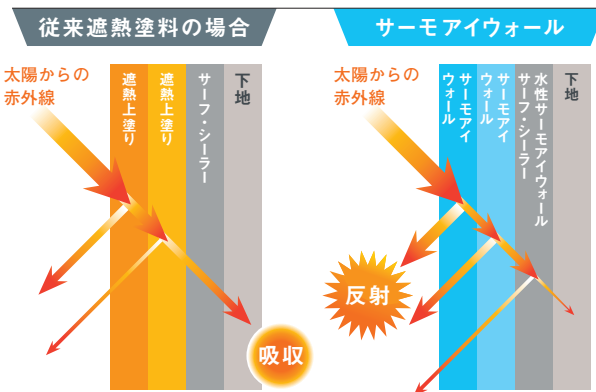 従来遮熱塗料の場合
太陽からの
赤外線
遮熱上塗り
遮熱上塗り
サーフ・シーラー
下地
吸収
サーモアイウォール
太陽からの
赤外線
サーモアイ
ウォール
サーモアイ
ウォール
水性サーモアイウォール
サーフ・シーラー
下地
反射